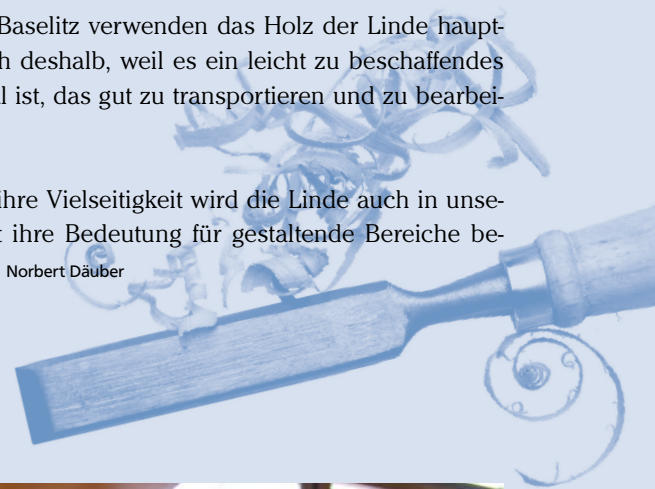 Baselitz verwenden das Holz der Linde haupt-
h deshalb, weil es ein leicht zu beschaffendes
l ist, das gut zu transportieren und zu bearbei-
ihre Vielseitigkeit wird die Linde auch in unse-
t ihre Bedeutung für gestaltende Bereiche be-
Norbert Däuber